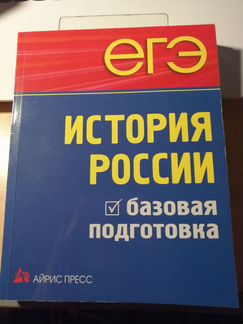 ЕГЭ
ИСТОРИЯ
РОССИИ
базовая
подготовка
АЙРИС ПРЕСС